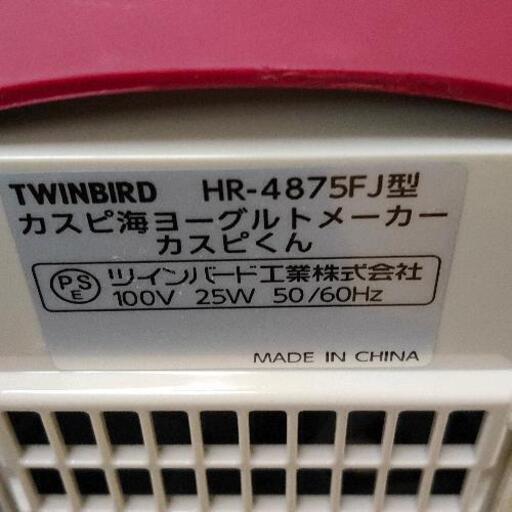 TWINBIRD HR-4875FJ型
カスピ海ヨーグルトメーカー
カスピくん
PSE ツインバード工業株式会社
100V 25W 50/60Hz
MADE IN CHINA